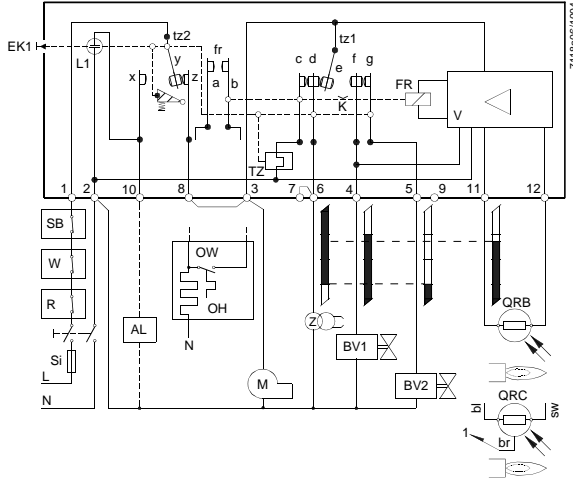 tz2
tz1
EK1
fr
L1
y
c d
e
f g
x
z
a
b
FR
K
V
TZ
1 2 10 8 3 7 6 4 5 9 11 12
SB
W
R
Si
L
N
OW
OH
N
AL
M
Z
BV1
BV2
QRB
QRC
bl
sw
1
br